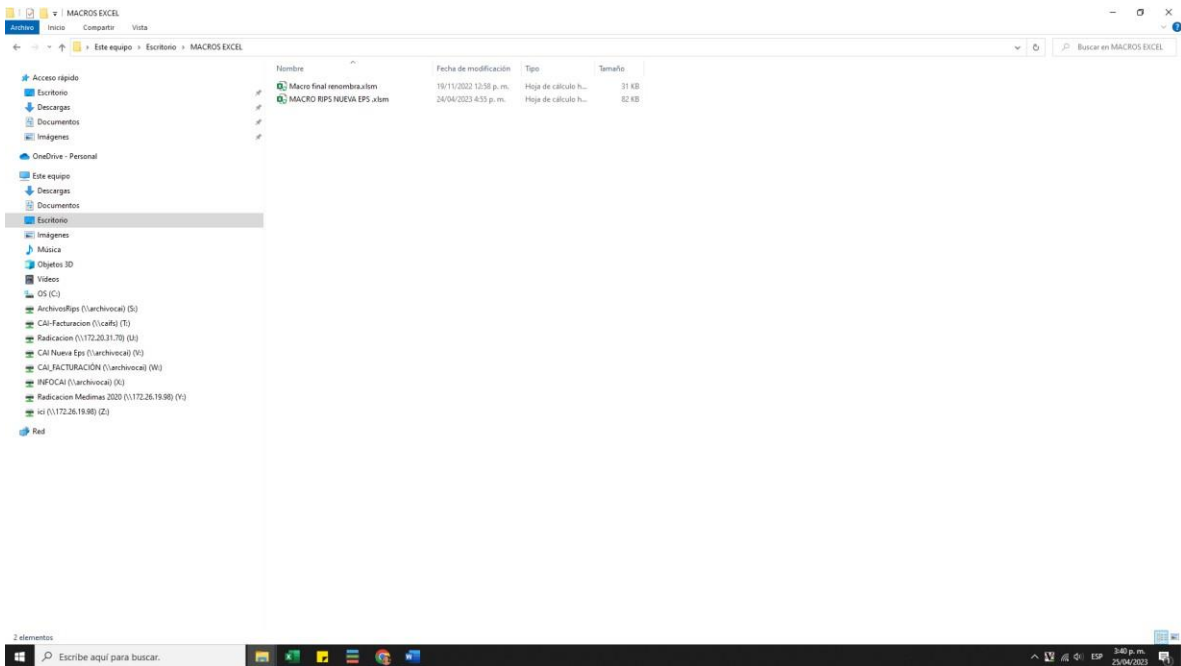 MACROS EXCEL
Archivo Inicio Compartir Vista
Este equipo › Escritorio › MACROS EXCEL
Buscar en MACROS EXCEL
Nombre Fecha de modificación Tipo Tamaño
Macro final renombra.xlsm 19/11/2022 12:58 p. m. Hoja de cálculo h... 31 KB
MACRO RIPS NUEVA EPS .xlsm 24/04/2023 4:55 p. m. Hoja de cálculo h... 82 KB
Acceso rápido
Escritorio
Descargas
Documentos
Imágenes
OneDrive - Personal
Este equipo
Descargas
Documentos
Escritorio
Imágenes
Música
Objetos 3D
Vídeos
OS (C:)
ArchivosRips (\\archivocai) (S:)
CAI-Facturacion (\\caifs) (T:)
Radicacion (\\172.20.31.70) (U:)
CAI Nueva Eps (\\archivocai) (V:)
CAI_FACTURACIÓN (\\archivocai) (W:)
INFOCAI (\\archivocai) (X:)
Radicacion Medimas 2020 (\\172.26.19.98) (Y:)
ici (\\172.26.19.98) (Z:)
Red
2 elementos
Escribe aquí para buscar.
ESP
3:40 p. m.
25/04/2023